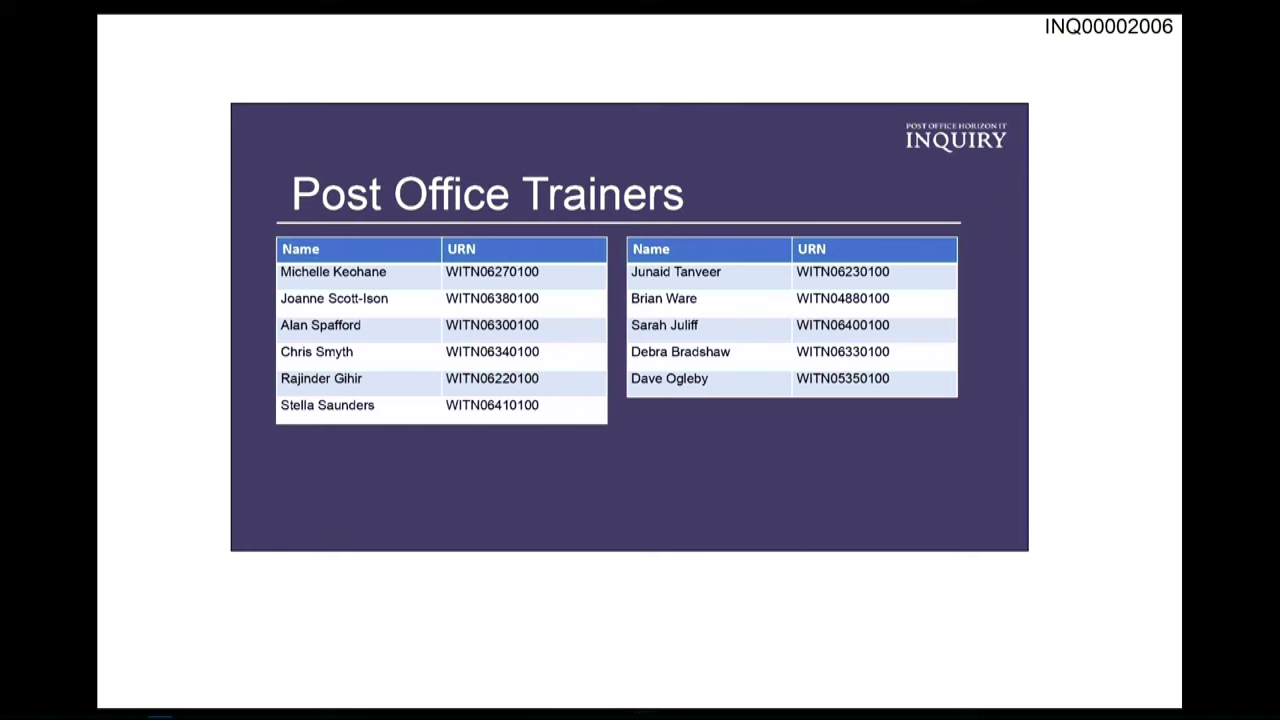 INQ00002006
POST OFFICE HORIZON IT
INQUIRY
Post Office Trainers
Name URN
Michelle Keohane WITN06270100
Joanne Scott-Ison WITN06380100
Alan Spafford WITN06300100
Chris Smyth WITN06340100
Rajinder Gihir WITN06220100
Stella Saunders WITN06410100
Name URN
Junaid Tanveer WITN06230100
Brian Ware WITN04880100
Sarah Juliff WITN06400100
Debra Bradshaw WITN06330100
Dave Ogleby WITN05350100